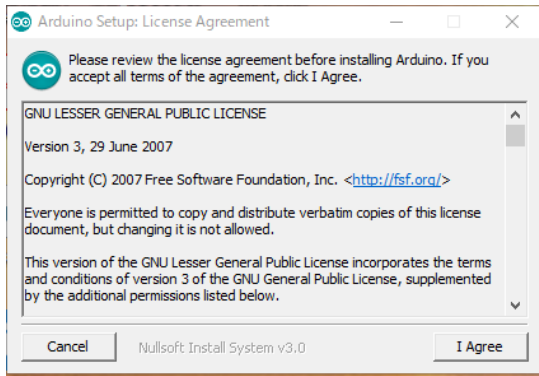 Arduino Setup: License Agreement
Please review the license agreement before installing Arduino. If you
accept all terms of the agreement, click I Agree.
GNU LESSER GENERAL PUBLIC LICENSE
Version 3, 29 June 2007
Copyright (C) 2007 Free Software Foundation, Inc. <http://fsf.org/>
Everyone is permitted to copy and distribute verbatim copies of this license
document, but changing it is not allowed.
This version of the GNU Lesser General Public License incorporates the terms
and conditions of version 3 of the GNU General Public License, supplemented
by the additional permissions listed below.
Cancel
Nullsoft Install System v3.0
I Agree